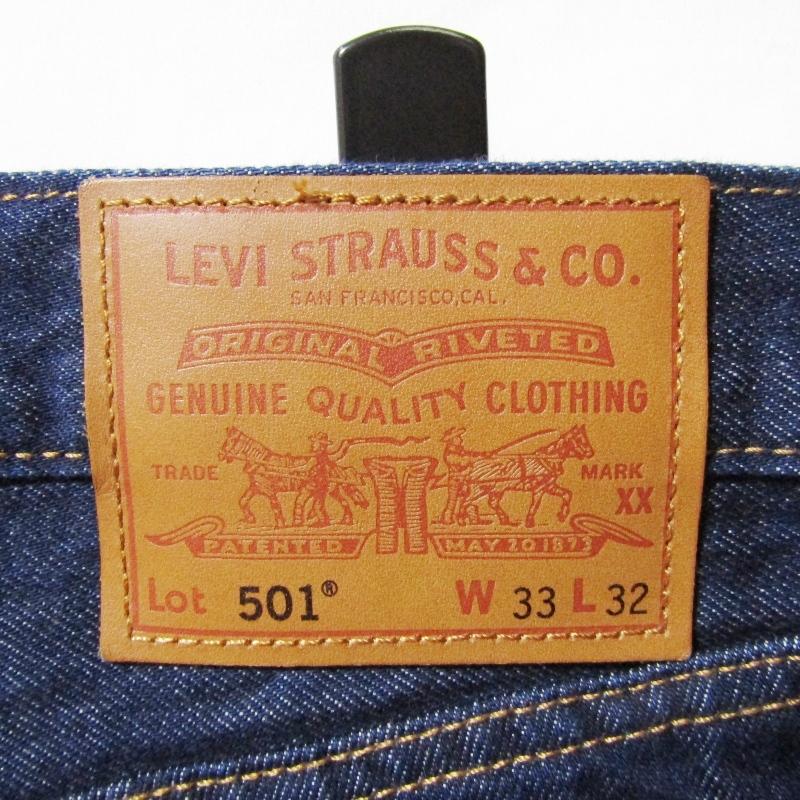 LEVI STRAUSS & CO.
SAN FRANCISCO, CAL.
ORIGINAL RIVETED
GENUINE QUALITY CLOTHING
TRADE MARK
XX
PATENTED MAY 20 1873
Lot 501® W 33 L 32